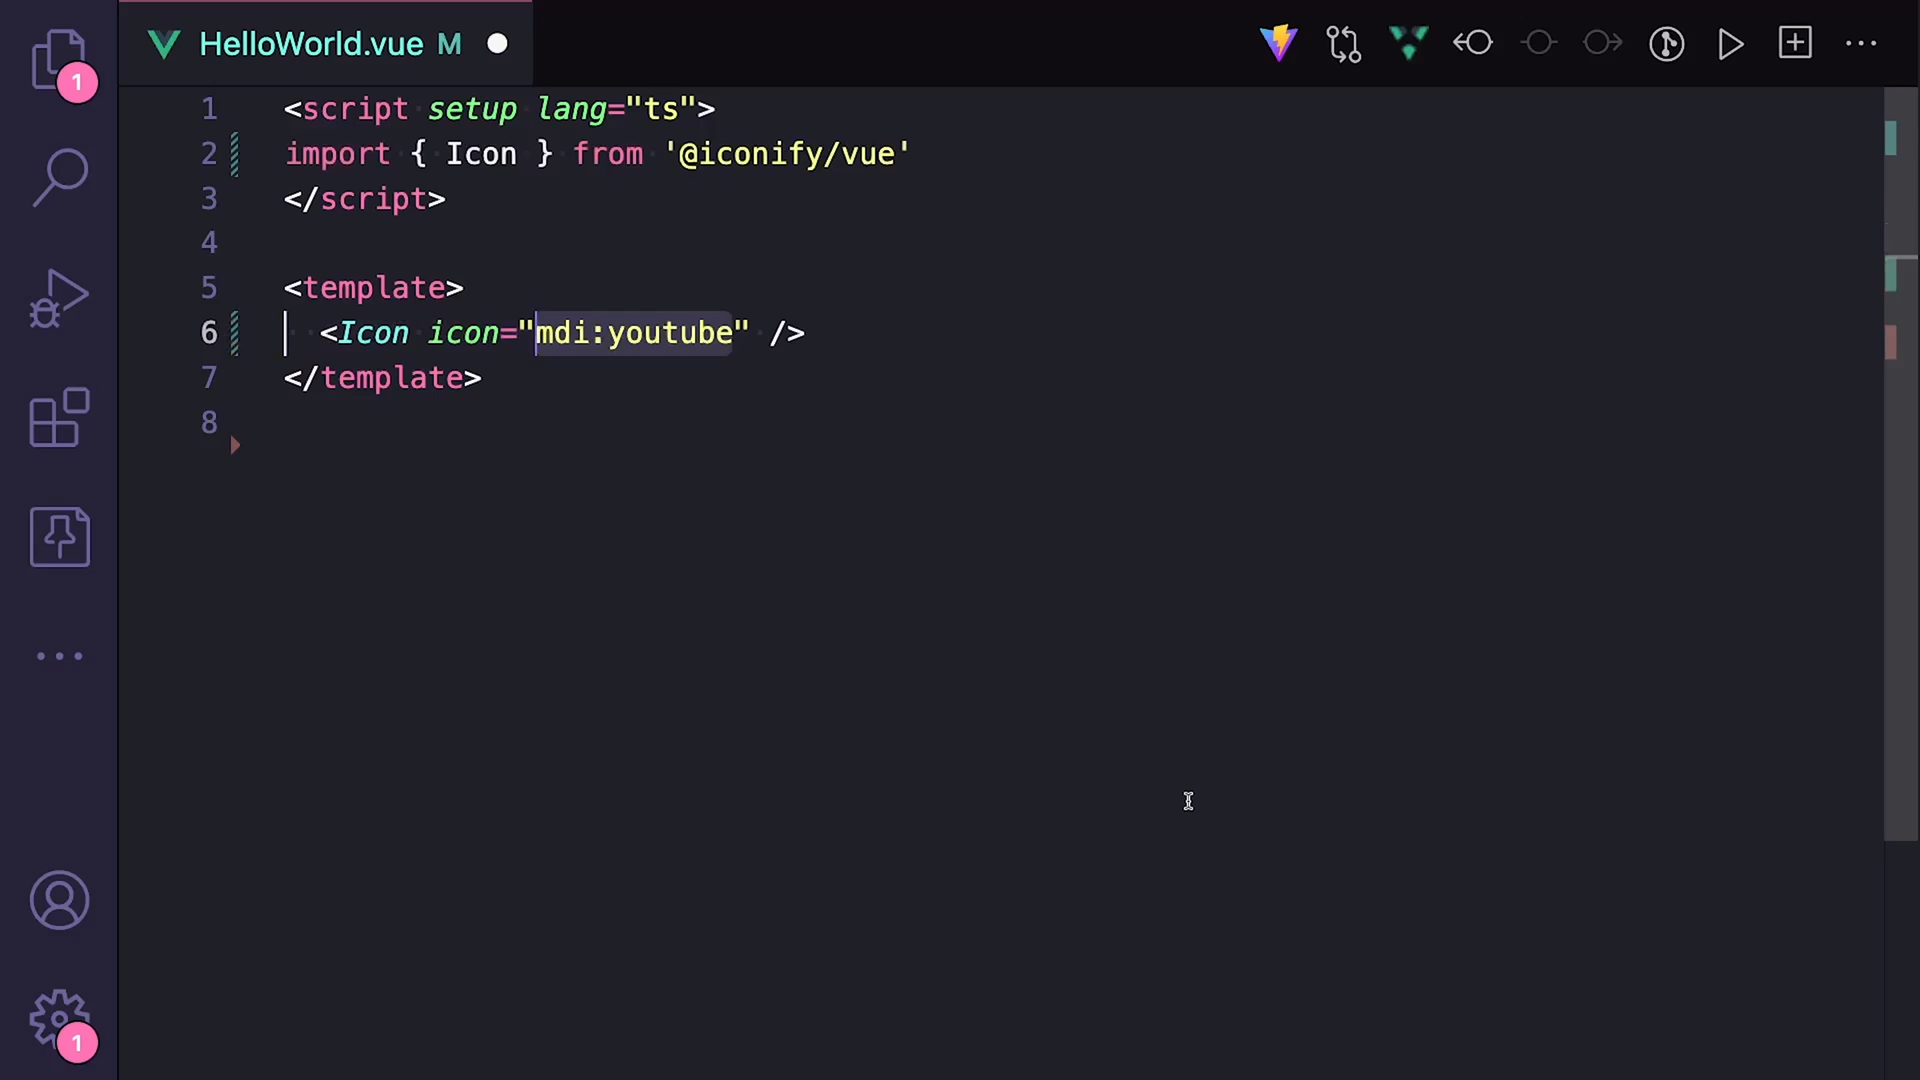 HelloWorld.vue M
1 <script setup lang="ts">
2 import { Icon } from '@iconify/vue'
3 </script>
4
5 <template>
6 <Icon icon="mdi:youtube" />
7 </template>
8
1
1